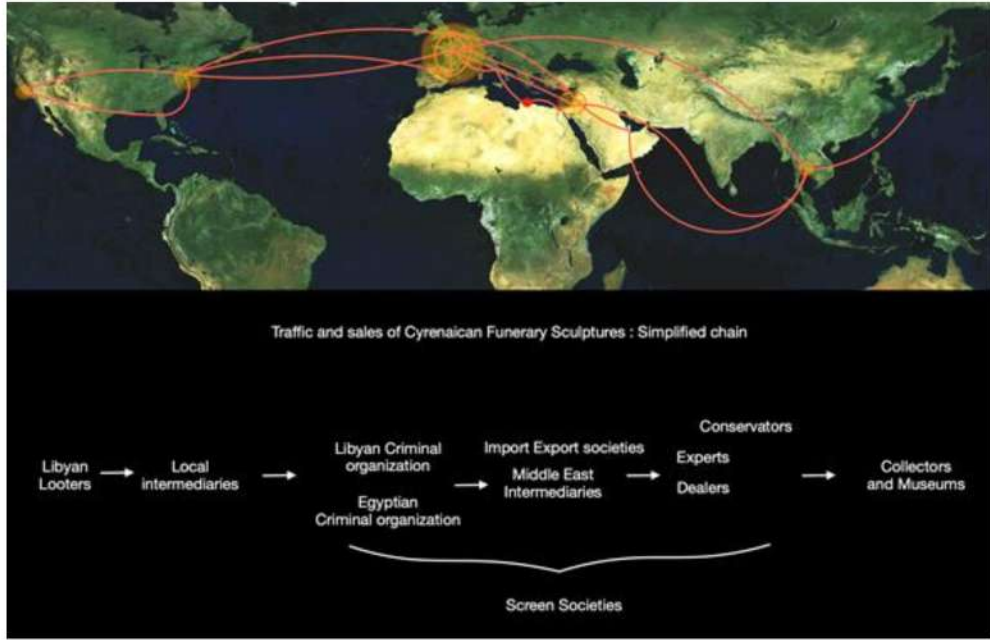 Traffic and sales of Cyrenaican Funerary Sculptures : Simplified chain
Libyan
Looters
Local
intermediaries
Libyan Criminal
organization
Egyptian
Criminal organization
Import Export societies
Middle East
Intermediaries
Conservators
Experts
Dealers
Collectors
and Museums
Screen Societies